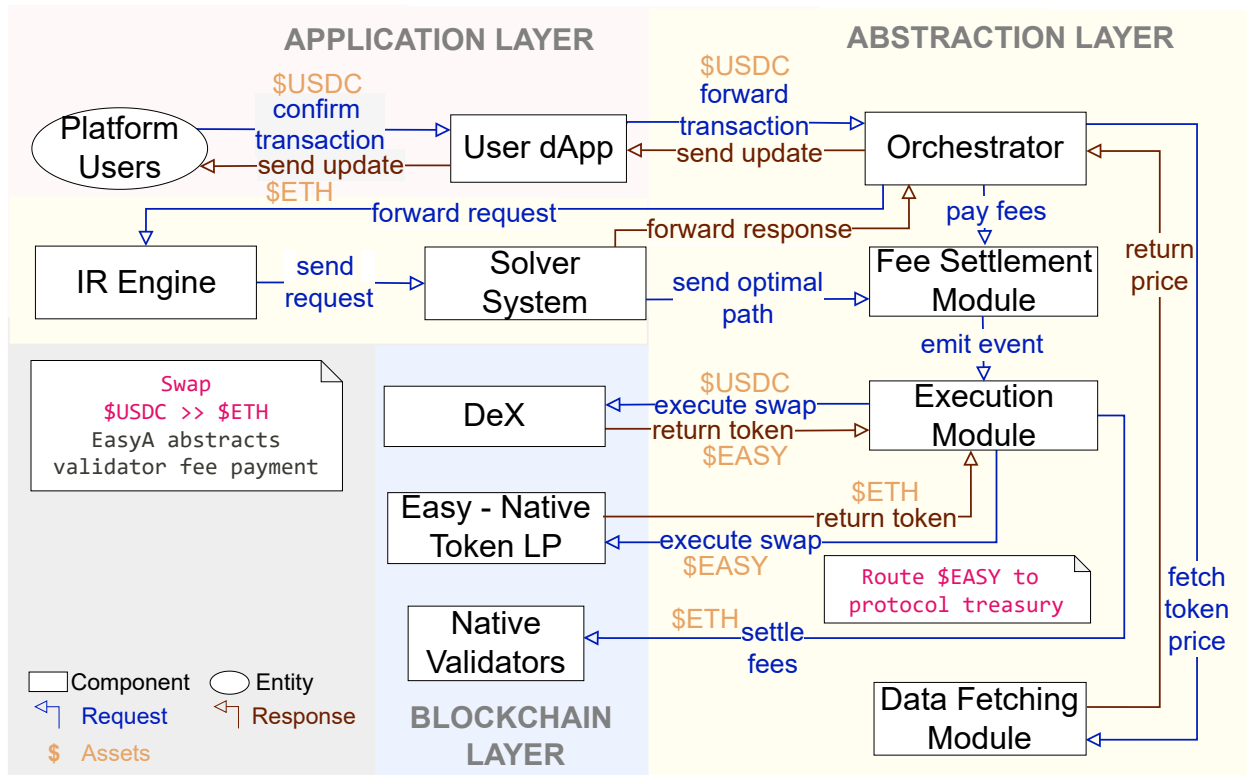 APPLICATION LAYER
ABSTRACTION LAYER
$USDC
confirm
transaction
send update
$ETH
Platform
Users
User dApp
$USDC
forward
transaction
send update
Orchestrator
forward request
forward response
pay fees
return
price
IR Engine
send
request
Solver
System
send optimal
path
Fee Settlement
Module
emit event
Swap
$USDC >> $ETH
EasyA abstracts
validator fee payment
DeX
$USDC
execute swap
return token
$EASY
Execution
Module
Easy - Native
Token LP
$ETH
return token
execute swap
$EASY
Route $EASY to
protocol treasury
fetch
token
price
Native
Validators
$ETH
settle
fees
Data Fetching
Module
Component
Entity
Request
Response
$ Assets
BLOCKCHAIN
LAYER